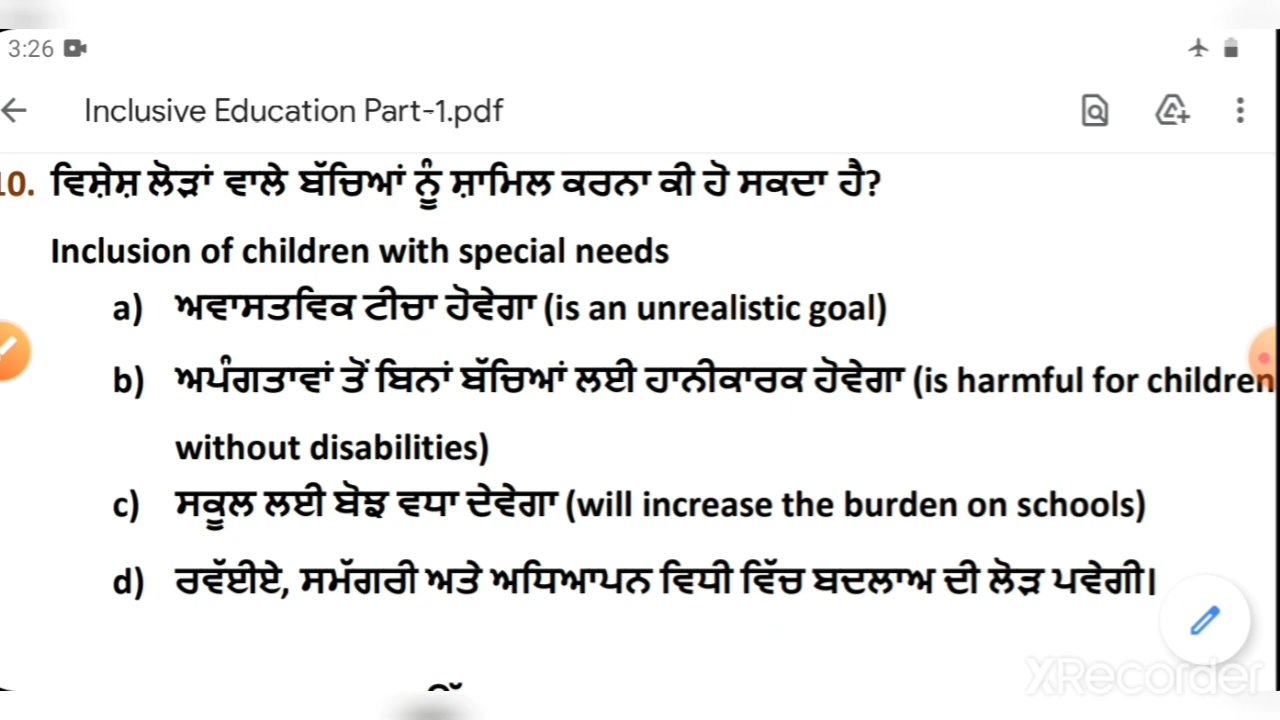 3:26
Inclusive Education Part-1.pdf
10. ਵਿਸ਼ੇਸ਼ ਲੋੜਾਂ ਵਾਲੇ ਬੱਚਿਆਂ ਨੂੰ ਸ਼ਾਮਿਲ ਕਰਨਾ ਕੀ ਹੋ ਸਕਦਾ ਹੈ?
Inclusion of children with special needs
a) ਅਵਾਸਤਵਿਕ ਟੀਚਾ ਹੋਵੇਗਾ (is an unrealistic goal)
b) ਅਪੰਗਤਾਵਾਂ ਤੋਂ ਬਿਨਾਂ ਬੱਚਿਆਂ ਲਈ ਹਾਨੀਕਾਰਕ ਹੋਵੇਗਾ (is harmful for children
without disabilities)
c) ਸਕੂਲ ਲਈ ਬੋਝ ਵਧਾ ਦੇਵੇਗਾ (will increase the burden on schools)
d) ਰਵੱਈਏ, ਸਮੱਗਰੀ ਅਤੇ ਅਧਿਆਪਨ ਵਿਧੀ ਵਿੱਚ ਬਦਲਾਅ ਦੀ ਲੋੜ ਪਵੇਗੀ।
XRecorder